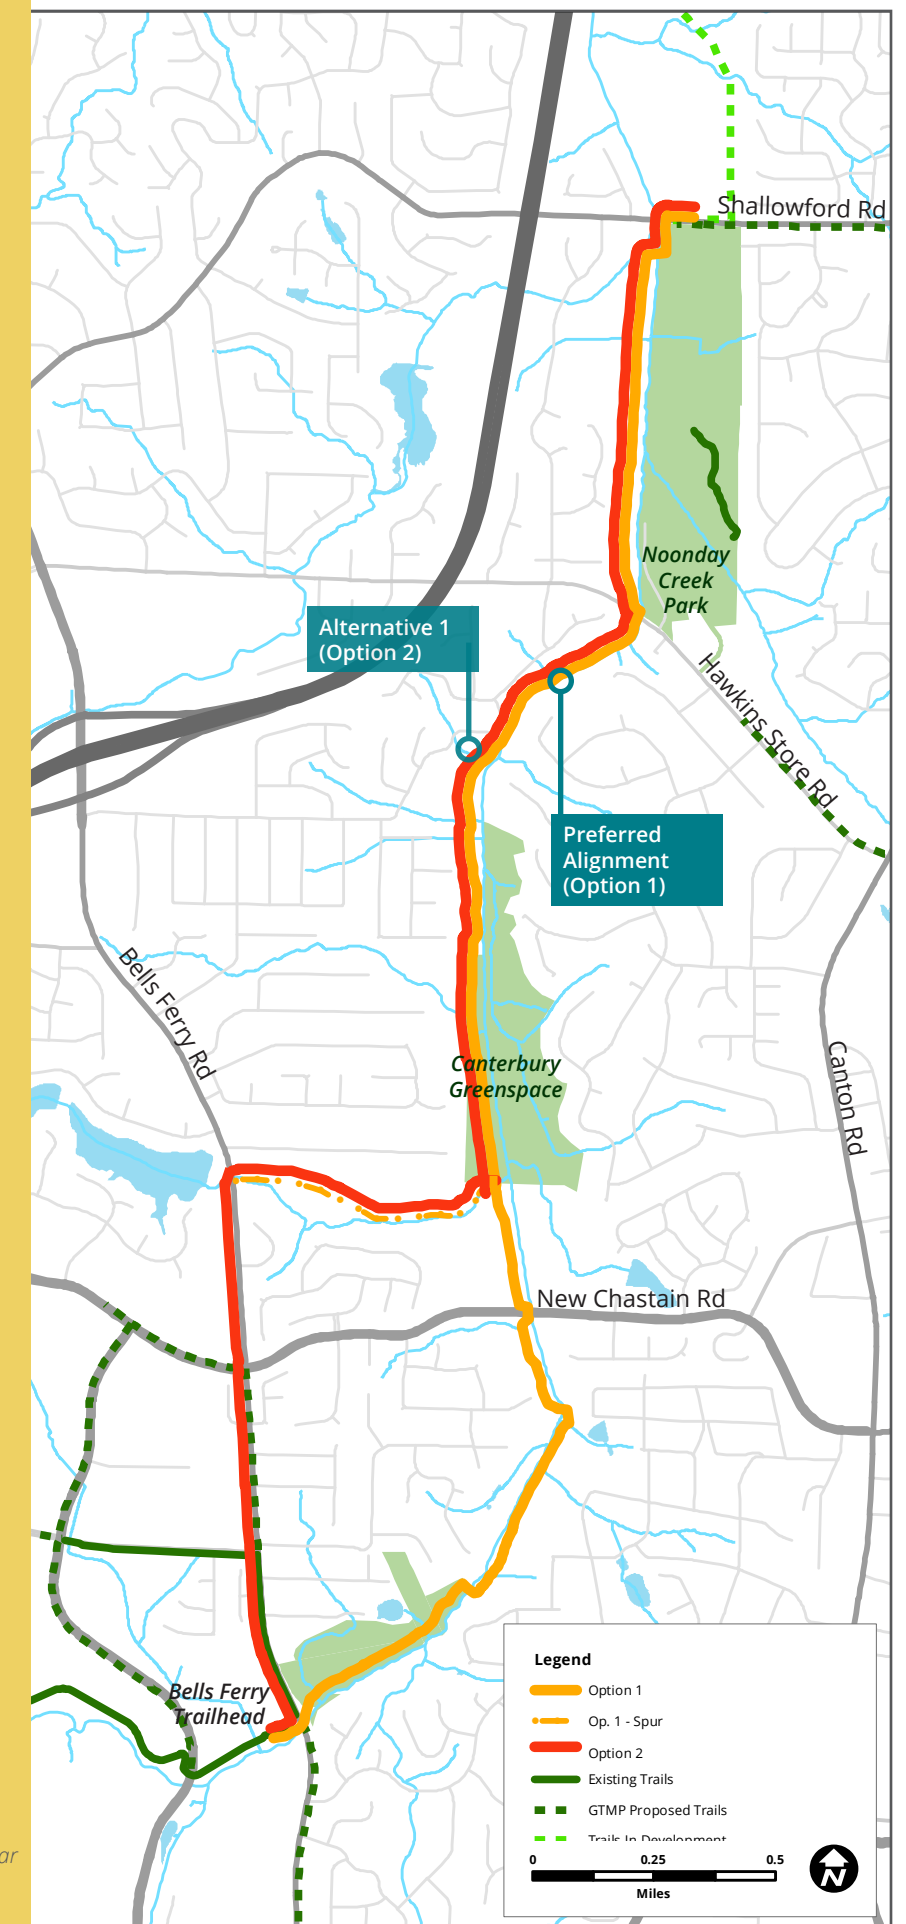 Shallowford Rd
Noonday
Creek
Park
Alternative 1
(Option 2)
Hawkins Store Rd
Preferred
Alignment
(Option 1)
Bells Ferry Rd
Canterbury
Greenspace
Canton Rd
New Chastain Rd
Bells Ferry
Trailhead
Legend
Option 1
Op. 1 - Spur
Option 2
Existing Trails
GTMP Proposed Trails
Trails In Development
0 0.25 0.5
Miles
N
ar